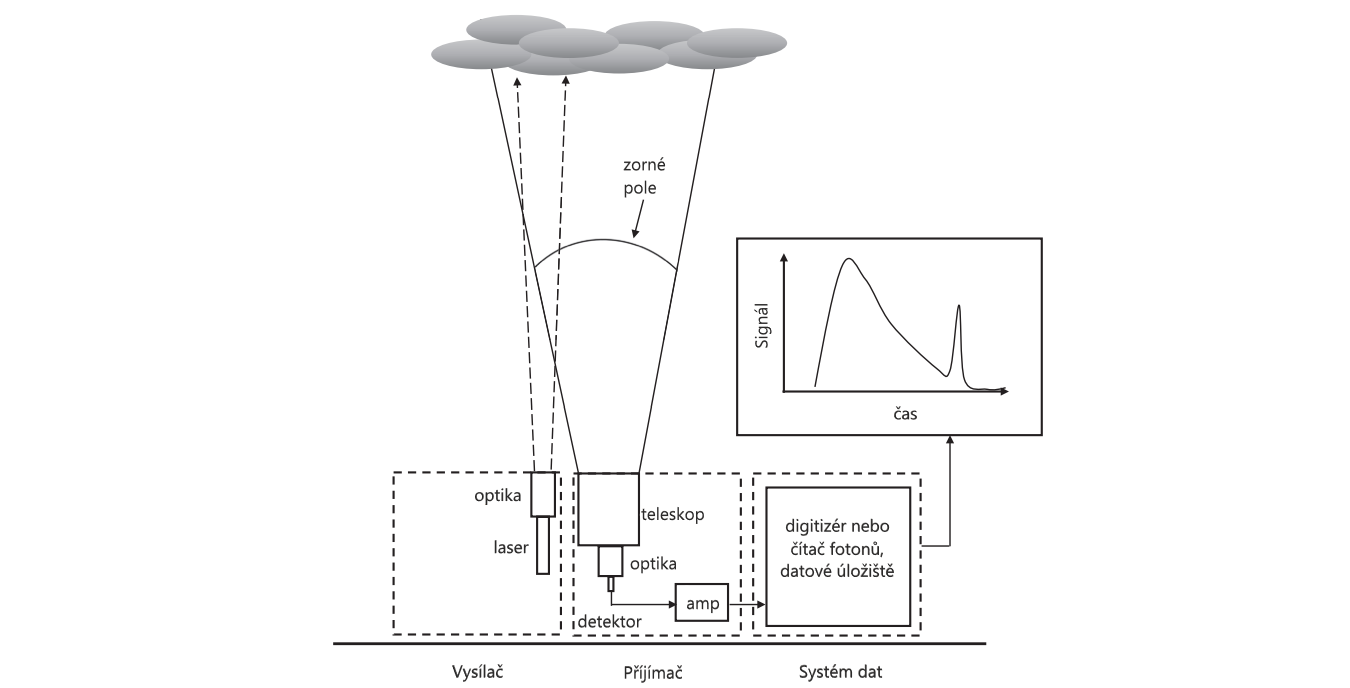 zorné
pole
Signál
čas
optika
laser
teleskop
optika
detektor
amp
digitizér nebo
čítač fotonů,
datové úložiště
Vysílač
Příjímač
Systém dat